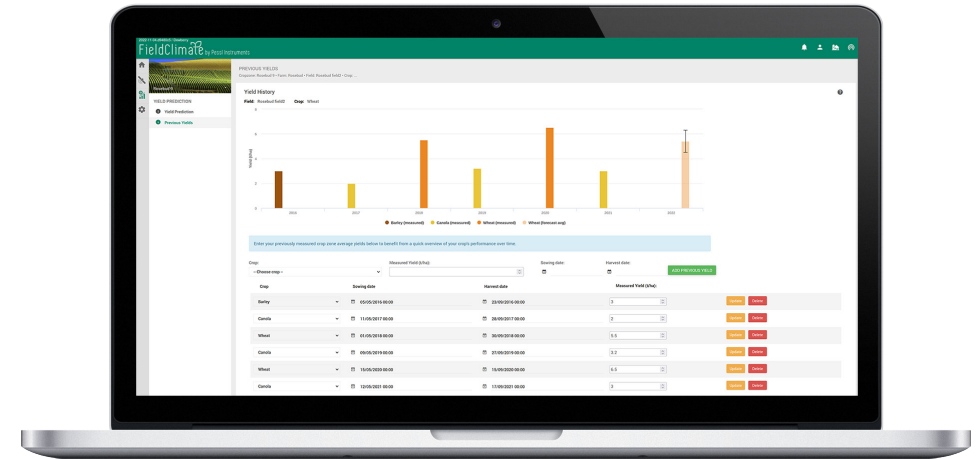 FieldClimate by Pessl Instruments
PREVIOUS YIELDS
YIELD PREDICTION
Yield Prediction
Previous Yields
Yield History
Field: Rosebud field2 Crop: Wheat
Yield (t/ha)
8
6
4
2
0
2016 2017 2018 2019 2020 2021 2022
Barley (measured) Canola (measured) Wheat (measured) Wheat (forecast avg)
Enter your previously measured crop zone average yields below to benefit from a quick overview of your crop's performance over time.
Crop: Measured Yield (t/ha): Sowing date: Harvest date:
--Choose crop-- ADD PREVIOUS YIELD
Crop Sowing date Harvest date Measured Yield (t/ha):
Barley 05/05/2016 00:00 23/09/2016 00:00 3 Update Delete
Canola 11/05/2017 00:00 28/09/2017 00:00 2 Update Delete
Wheat 01/05/2018 00:00 30/09/2018 00:00 5.5 Update Delete
Canola 09/05/2019 00:00 27/09/2019 00:00 3.2 Update Delete
Wheat 15/05/2020 00:00 15/09/2020 00:00 6.5 Update Delete
Canola 12/05/2021 00:00 17/09/2021 00:00 3 Update Delete